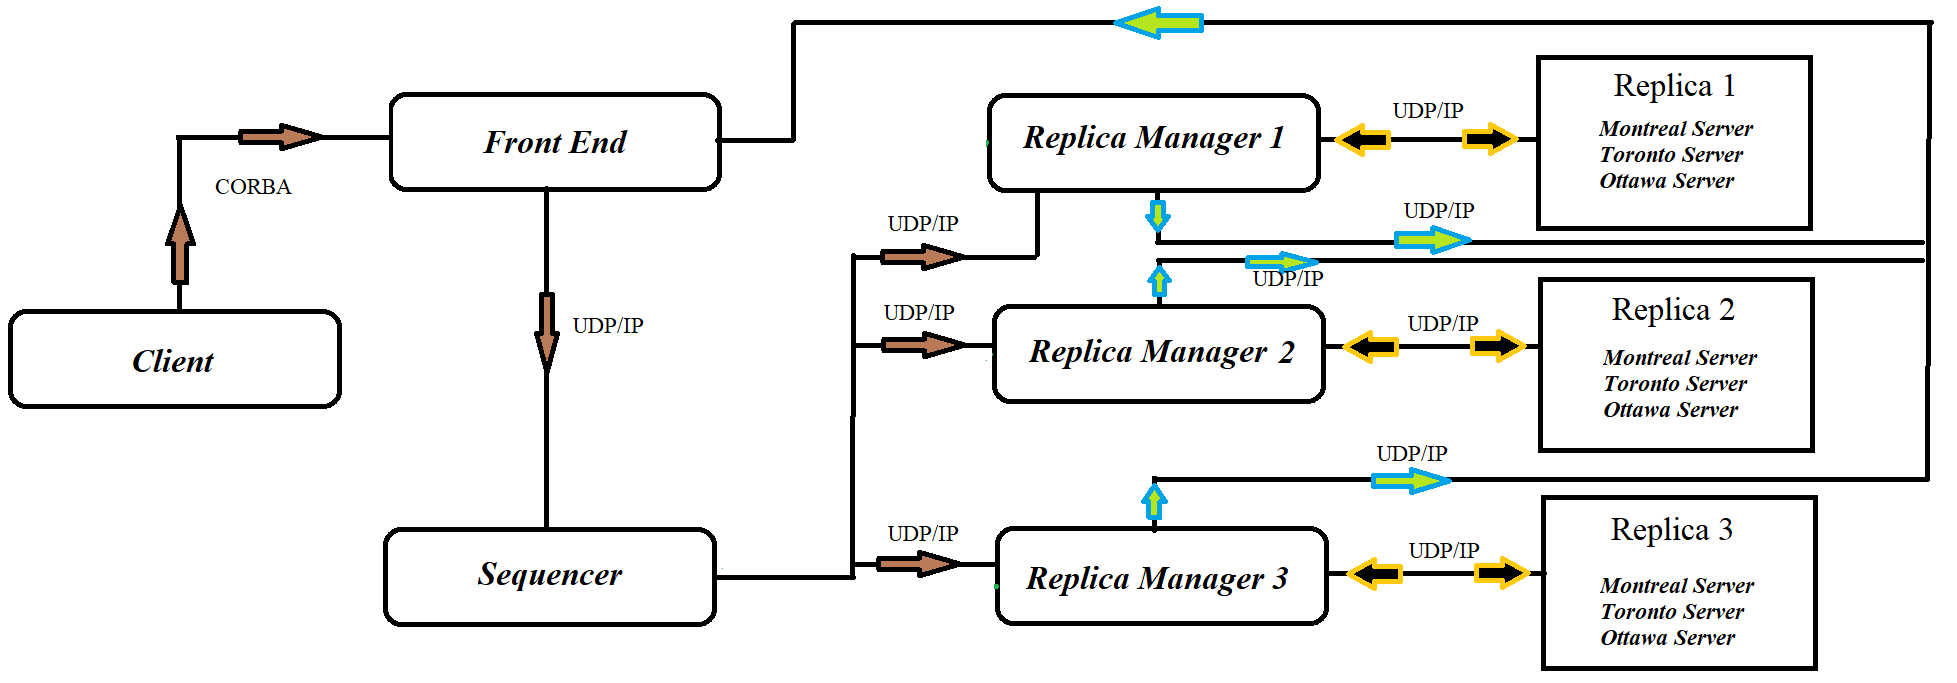 Front End
CORBA
Client
UDP/IP
Sequencer
UDP/IP
UDP/IP
UDP/IP
Replica Manager 1
UDP/IP
Replica 1
Montreal Server
Toronto Server
Ottawa Server
UDP/IP
UDP/IP
Replica Manager 2
UDP/IP
Replica 2
Montreal Server
Toronto Server
Ottawa Server
UDP/IP
Replica Manager 3
UDP/IP
Replica 3
Montreal Server
Toronto Server
Ottawa Server